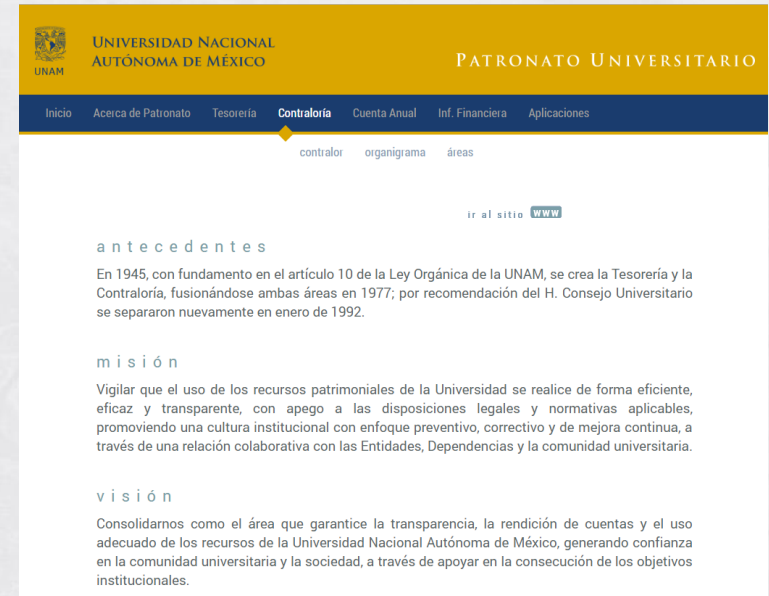 UNIVERSIDAD NACIONAL
AUTÓNOMA DE MÉXICO
UNAM
PATRONATO UNIVERSITARIO
Inicio Acerca de Patronato Tesorería Contraloría Cuenta Anual Inf. Financiera Aplicaciones
contralor organigrama áreas
ir al sitio www
antecedentes
En 1945, con fundamento en el artículo 10 de la Ley Orgánica de la UNAM, se crea la Tesorería y la
Contraloría, fusionándose ambas áreas en 1977; por recomendación del H. Consejo Universitario
se separaron nuevamente en enero de 1992.
misión
Vigilar que el uso de los recursos patrimoniales de la Universidad se realice de forma eficiente,
eficaz y transparente, con apego a las disposiciones legales y normativas aplicables,
promoviendo una cultura institucional con enfoque preventivo, correctivo y de mejora continua, a
través de una relación colaborativa con las Entidades, Dependencias y la comunidad universitaria.
visión
Consolidarnos como el área que garantice la transparencia, la rendición de cuentas y el uso
adecuado de los recursos de la Universidad Nacional Autónoma de México, generando confianza
en la comunidad universitaria y la sociedad, a través de apoyar en la consecución de los objetivos
institucionales.